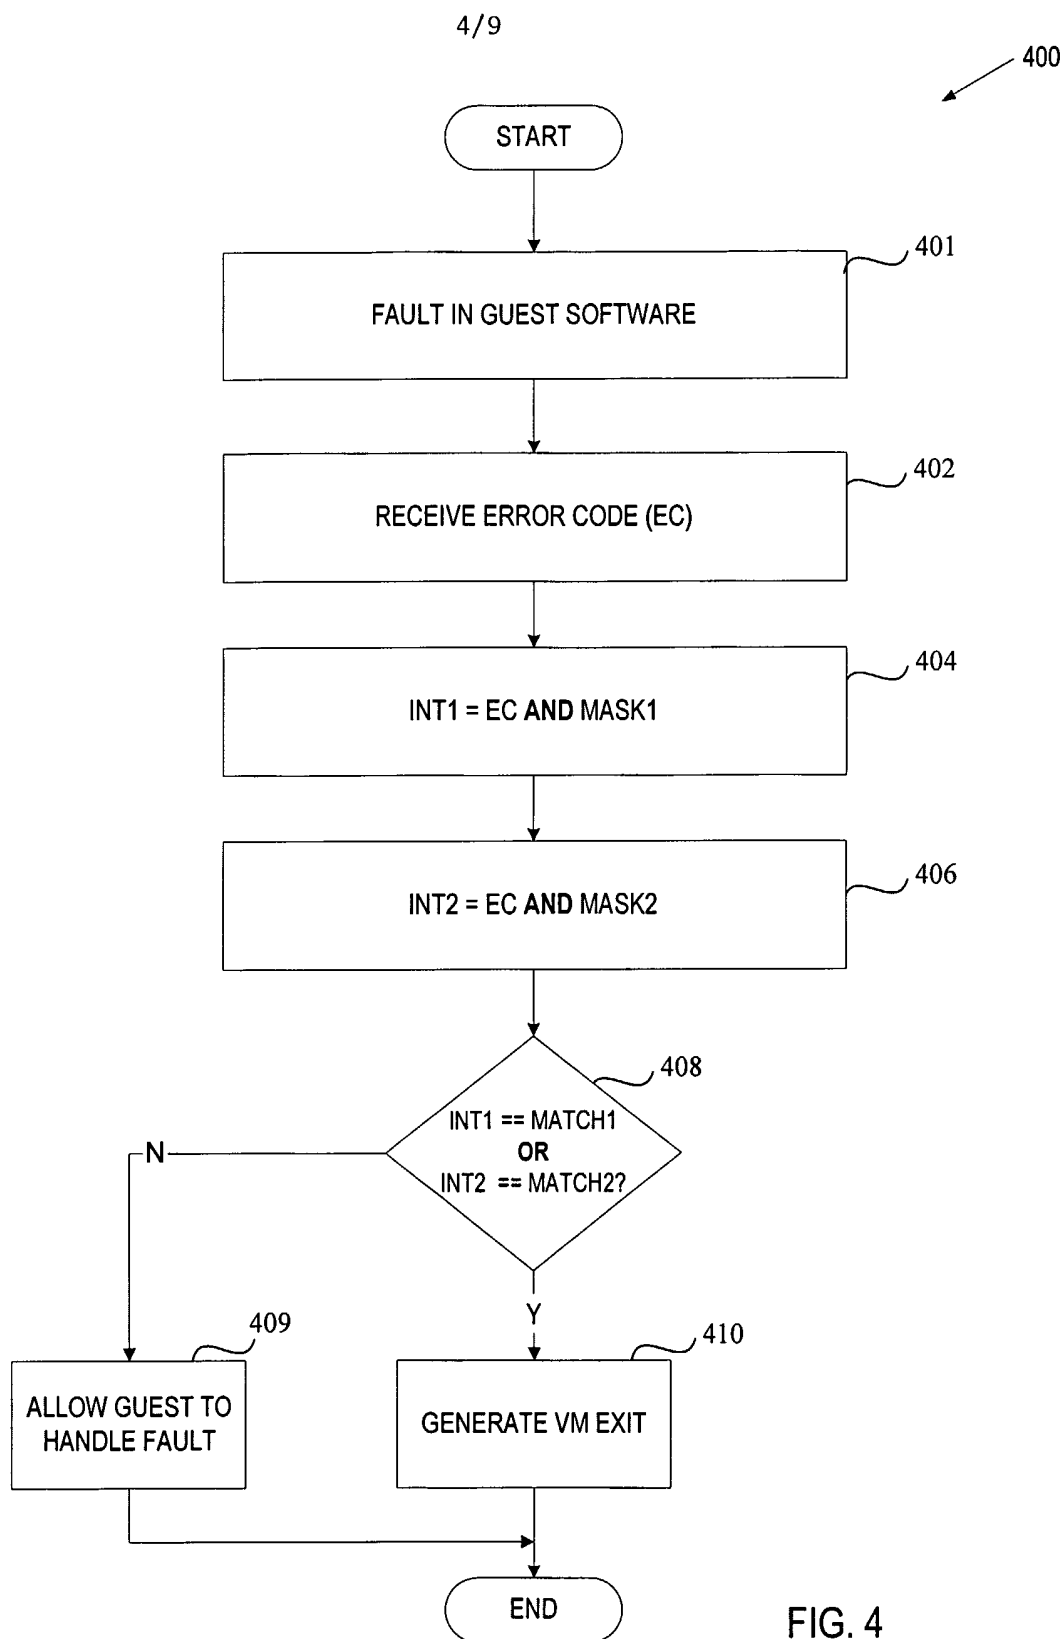 4/9
400
START
401
FAULT IN GUEST SOFTWARE
402
RECEIVE ERROR CODE (EC)
404
INT1 = EC AND MASK1
406
INT2 = EC AND MASK2
408
INT1 == MATCH1
OR
INT2 == MATCH2?
N
Y
409
ALLOW GUEST TO
HANDLE FAULT
410
GENERATE VM EXIT
END
FIG. 4